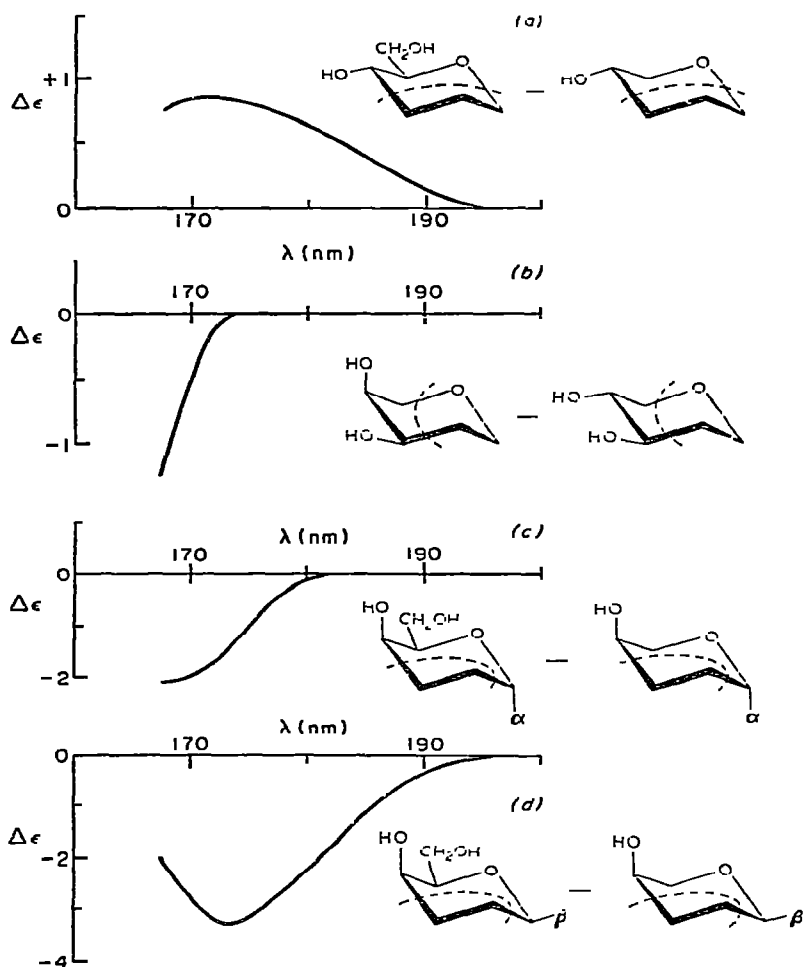 (a)
CH₂OH
HO
O
—
HO
O
+1
Δε
0
170 190
λ (nm)
(b)
170 190
0
Δε
-1
HO
O
HO
—
HO
O
HO
λ (nm)
(c)
170 190
0
Δε
-2
HO
CH₂OH
O
α
—
HO
O
α
λ (nm)
170 190
0
(d)
Δε
-2
-4
HO
CH₂OH
O
β
—
HO
O
β